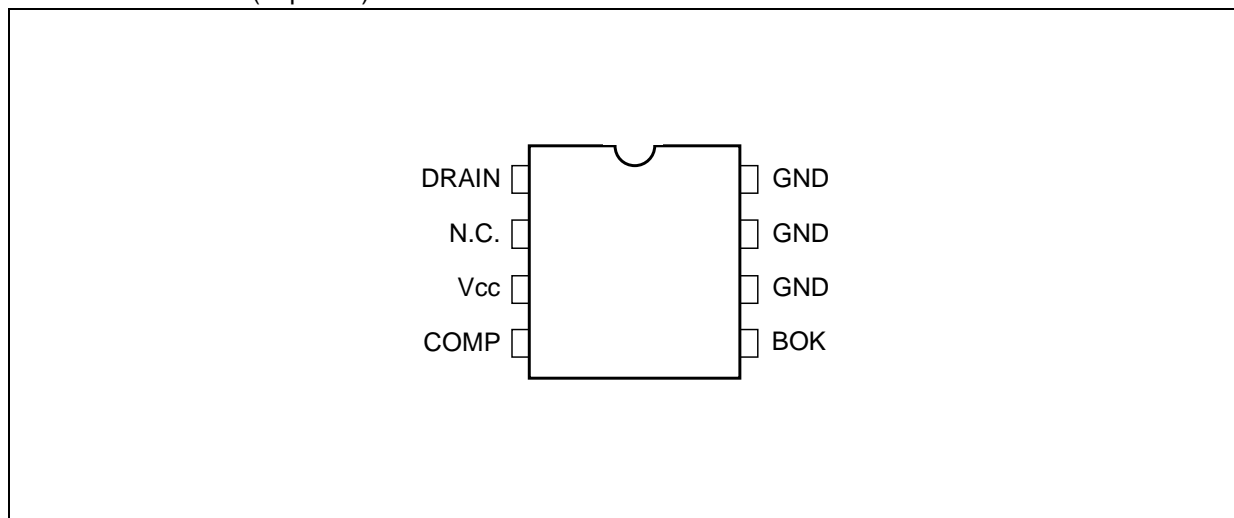 DRAIN
GND
N.C.
GND
Vcc
GND
COMP
BOK